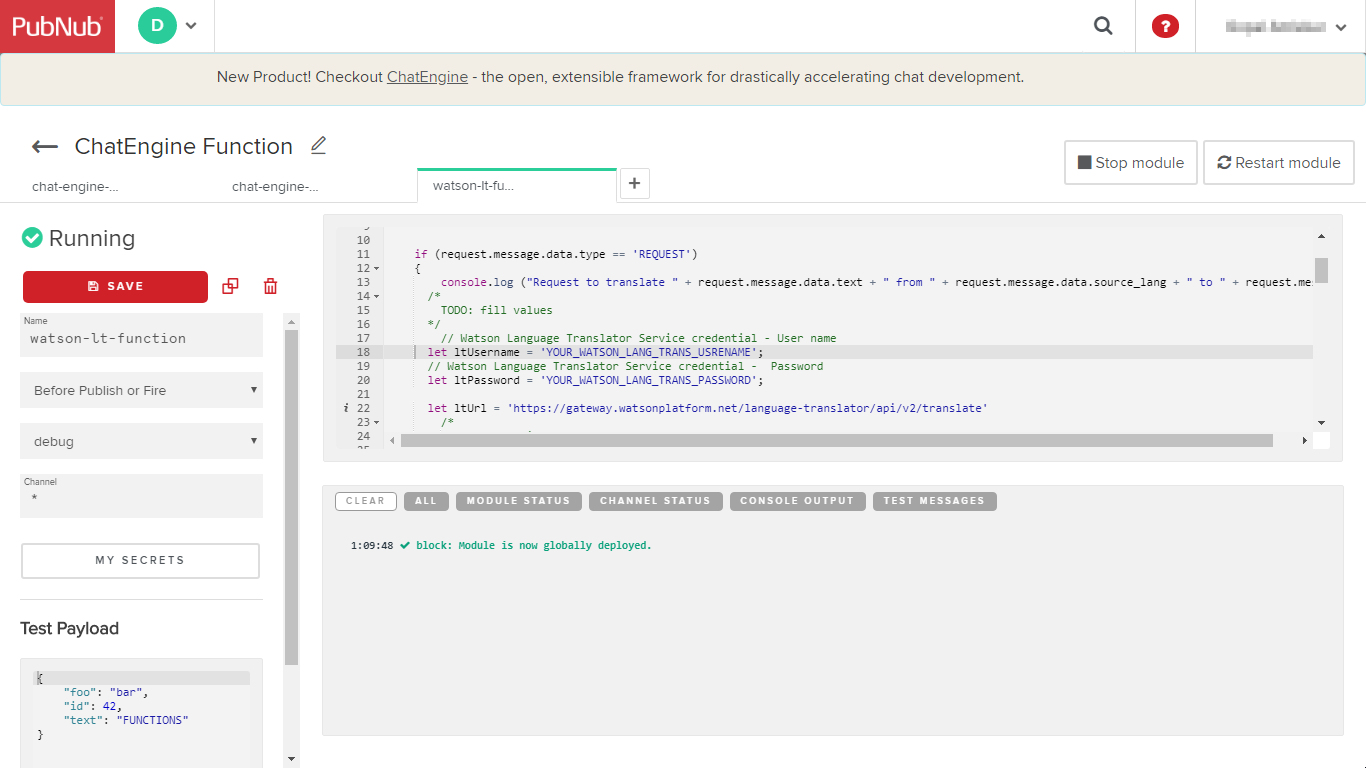 PubNub
D
?
New Product! Checkout ChatEngine - the open, extensible framework for drastically accelerating chat development.
ChatEngine Function
Stop module
Restart module
chat-engine-...
chat-engine-...
watson-lt-fu...
+
Running
SAVE
Name
watson-lt-function
Before Publish or Fire
debug
Channel
*
MY SECRETS
Test Payload
{
"foo": "bar",
"id": 42,
"text": "FUNCTIONS"
}
10
11 if (request.message.data.type == 'REQUEST')
12 {
13 console.log ("Request to translate " + request.message.data.text + " from " + request.message.data.source_lang + " to " + request.me
14 /*
15 TODO: fill values
16 */
17 // Watson Language Translator Service credential - User name
18 let ltUsername = 'YOUR_WATSON_LANG_TRANS_USRENAME';
19 // Watson Language Translator Service credential - Password
20 let ltPassword = 'YOUR_WATSON_LANG_TRANS_PASSWORD';
21
i 22 let ltUrl = 'https://gateway.watsonplatform.net/language-translator/api/v2/translate'
23 /*
24
CLEAR
ALL
MODULE STATUS
CHANNEL STATUS
CONSOLE OUTPUT
TEST MESSAGES
1:09:48 block: Module is now globally deployed.